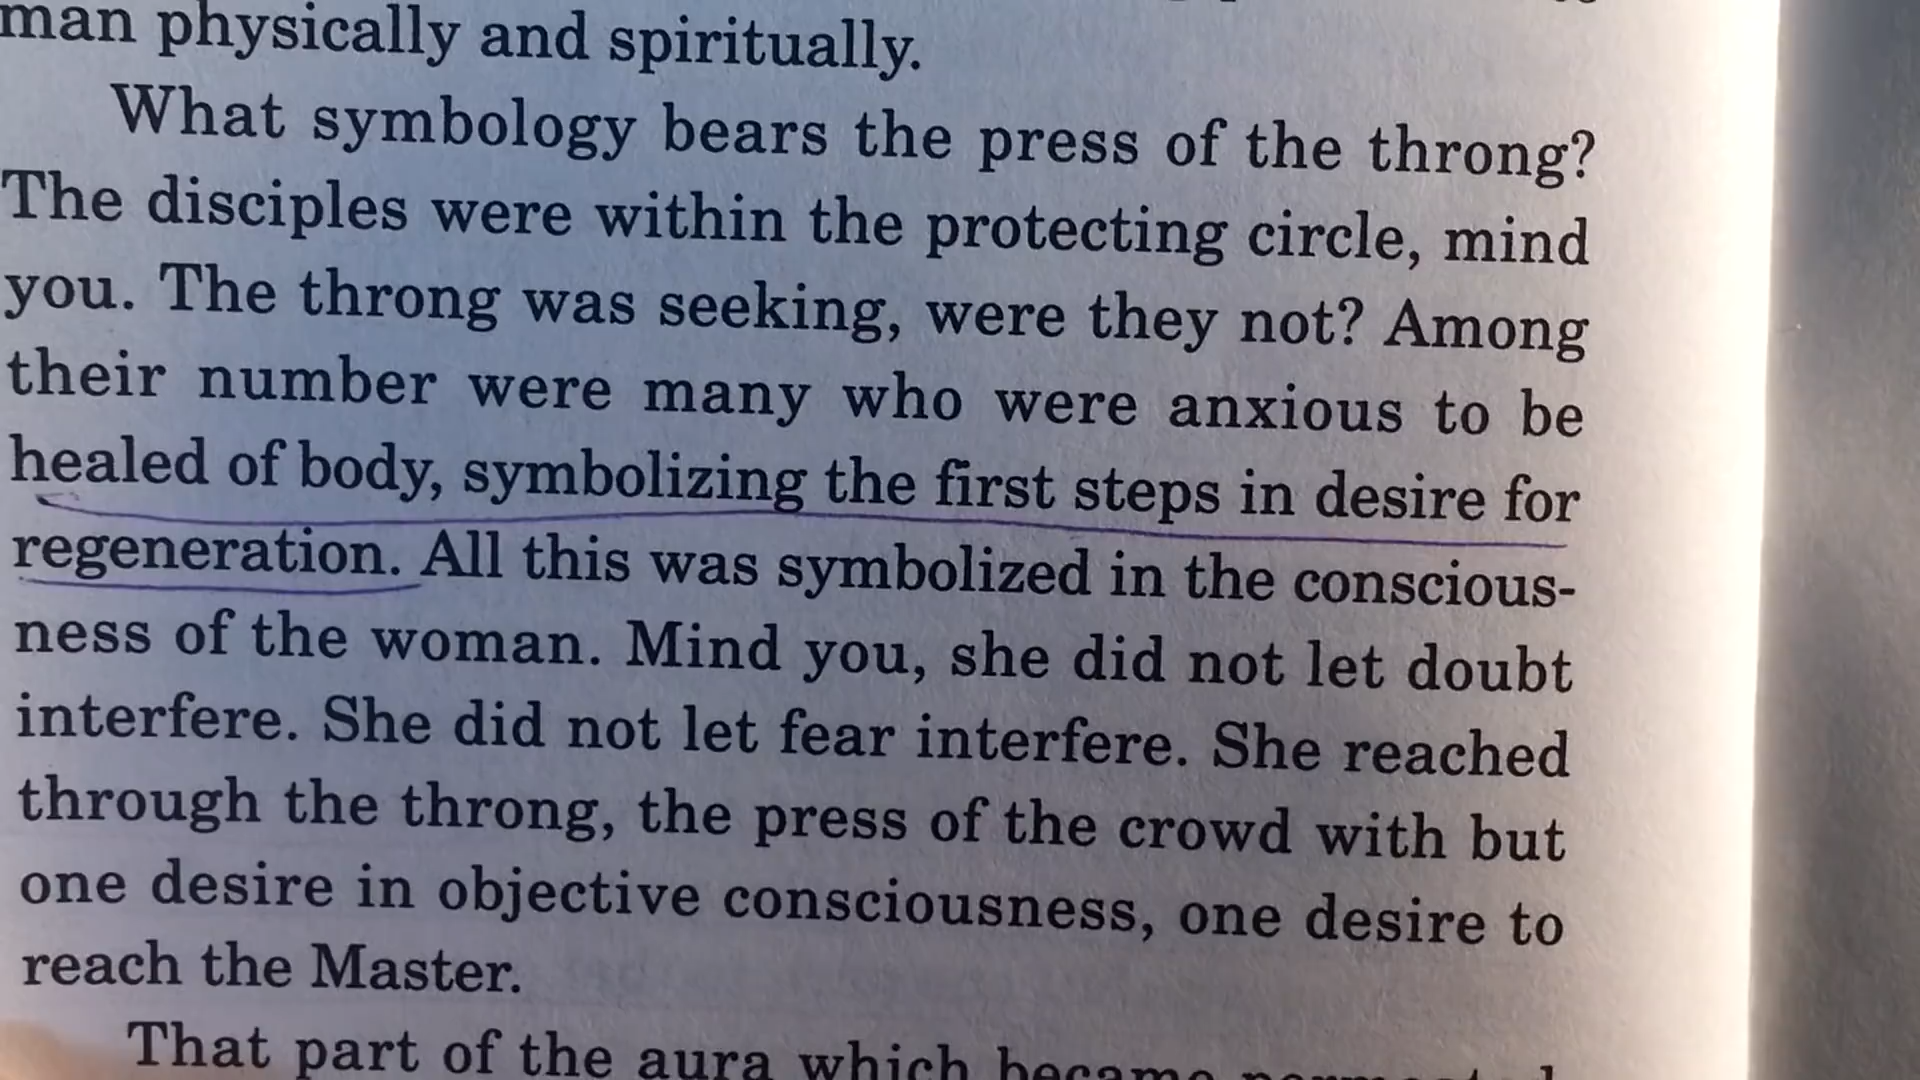 man physically and spiritually.
What symbology bears the press of the throng?
The disciples were within the protecting circle, mind
you. The throng was seeking, were they not? Among
their number were many who were anxious to be
healed of body, symbolizing the first steps in desire for
regeneration. All this was symbolized in the conscious-
ness of the woman. Mind you, she did not let doubt
interfere. She did not let fear interfere. She reached
through the throng, the press of the crowd with but
one desire in objective consciousness, one desire to
reach the Master.
That part of the aura which became